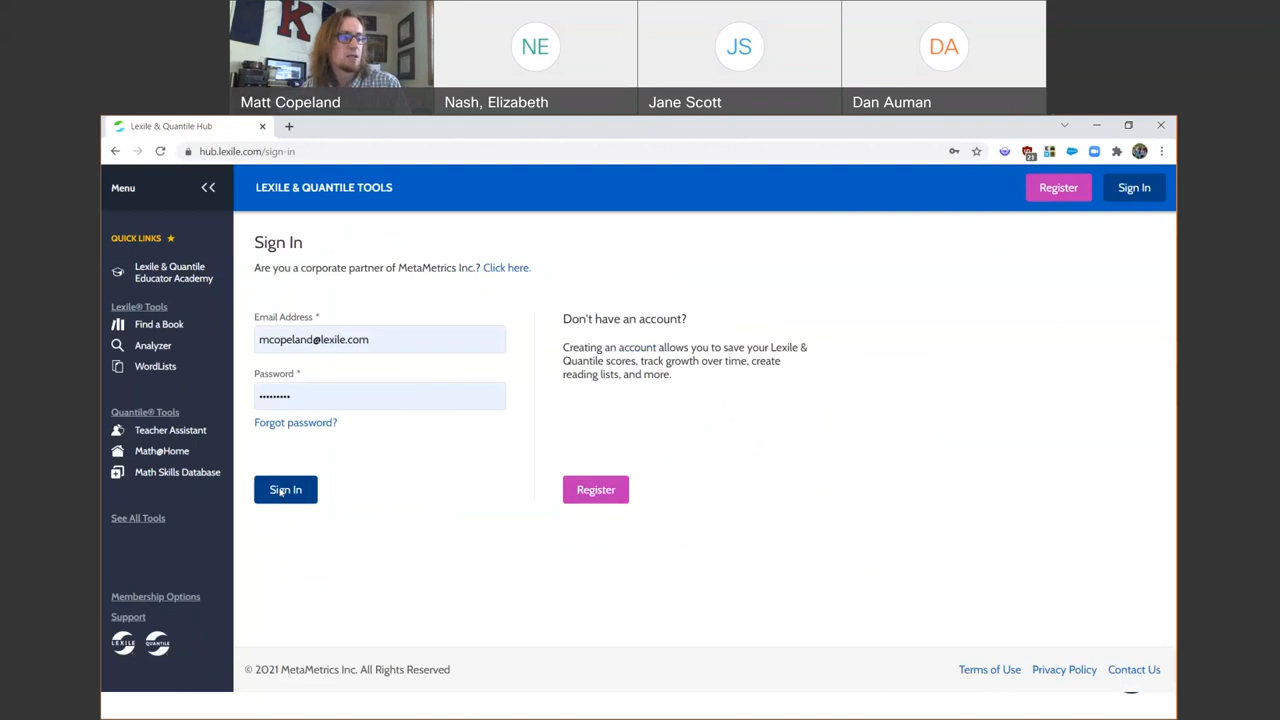 K
NE
JS
DA
Matt Copeland
Nash, Elizabeth
Jane Scott
Dan Auman
Lexile & Quantile Hub
hub.lexile.com/sign-in
21
Menu
LEXILE & QUANTILE TOOLS
Register
Sign In
QUICK LINKS
Lexile & Quantile
Educator Academy
Lexile® Tools
Find a Book
Analyzer
WordLists
Quantile® Tools
Teacher Assistant
Math@Home
Math Skills Database
See All Tools
Membership Options
Support
LEXILE
QUANTILE
Sign In
Are you a corporate partner of MetaMetrics Inc.? Click here.
Email Address *
mcopeland@lexile.com
Password *
•••••••••
Forgot password?
Sign In
Don't have an account?
Creating an account allows you to save your Lexile &
Quantile scores, track growth over time, create
reading lists, and more.
Register
© 2021 MetaMetrics Inc. All Rights Reserved
Terms of Use
Privacy Policy
Contact Us